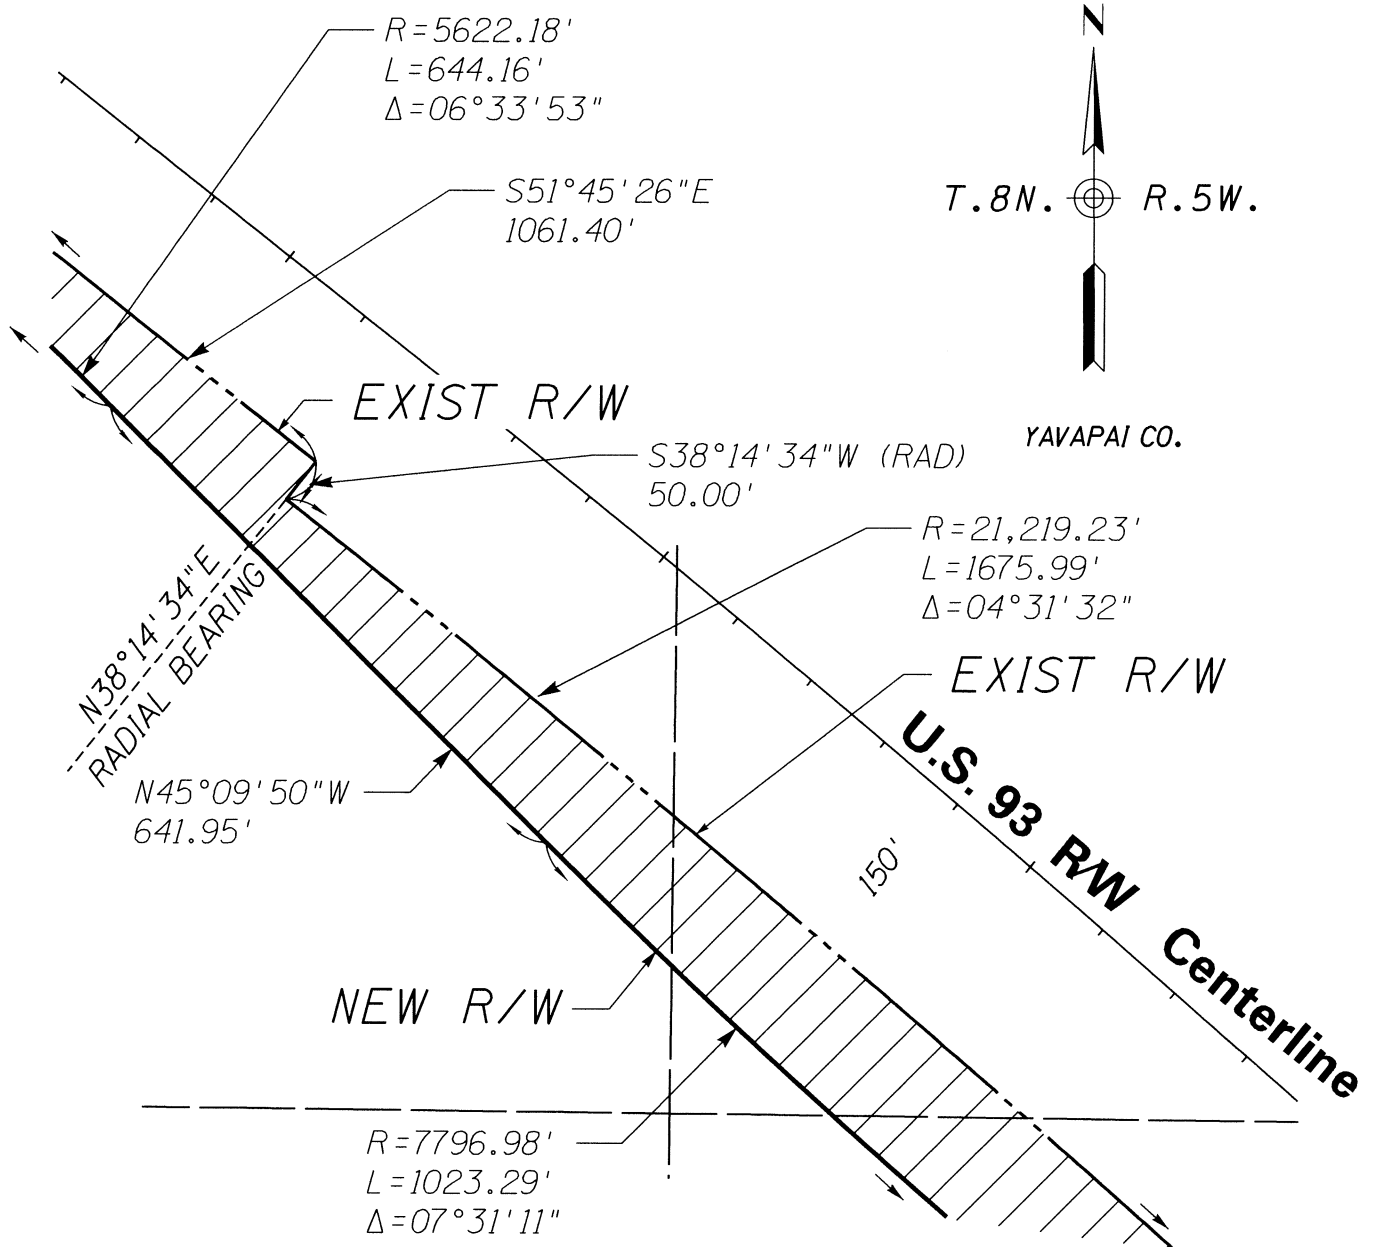 R=5622.18'
L=644.16'
Δ=06°33'53"
N
S51°45'26"E
1061.40'
T.8N. R.5W.
EXIST R/W
YAVAPAI CO.
S38°14'34"W (RAD)
50.00'
R=21,219.23'
L=1675.99'
Δ=04°31'32"
N38°14'34"E
RADIAL BEARING
EXIST R/W
N45°09'50"W
641.95'
U.S. 93 R/W Centerline
150'
NEW R/W
R=7796.98'
L=1023.29'
Δ=07°31'11"